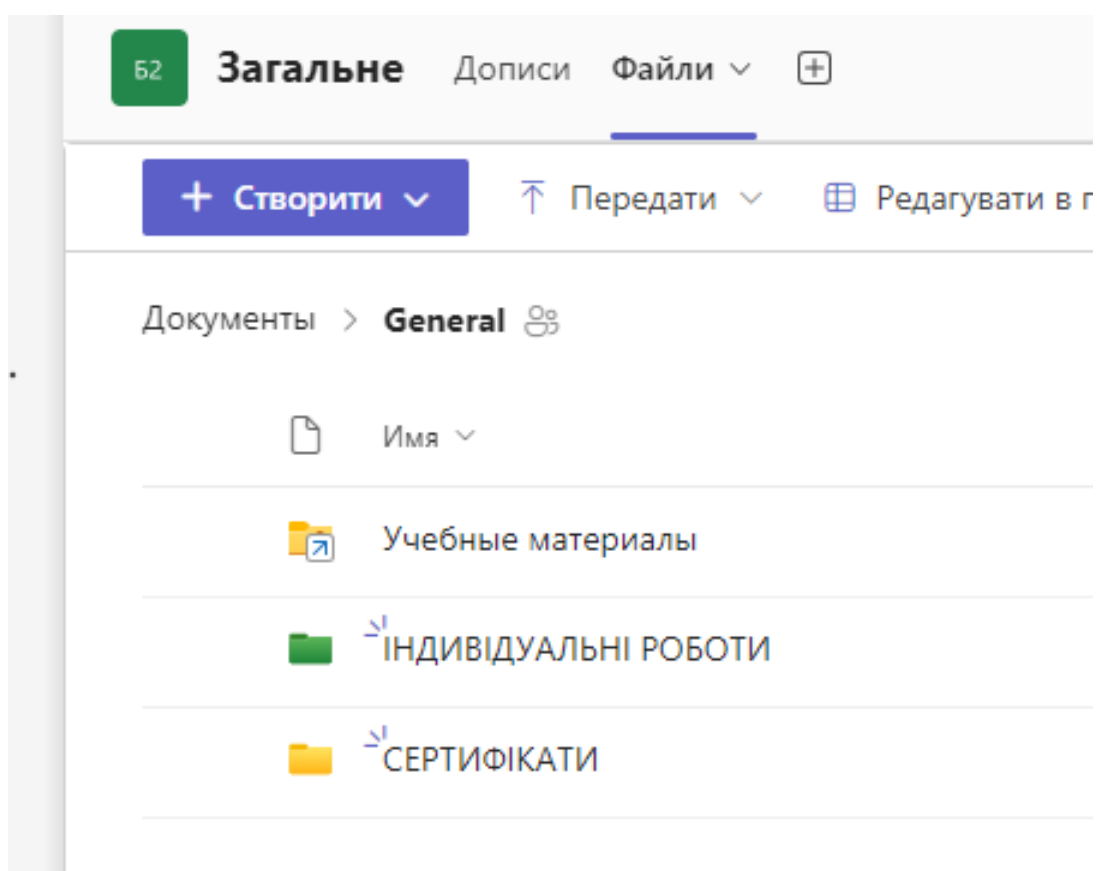 Б2 Загальне Дописи Файли
+ Створити Передати Редагувати в
Документы > General
Имя
Учебные материалы
ІНДИВІДУАЛЬНІ РОБОТИ
СЕРТИФІКАТИ